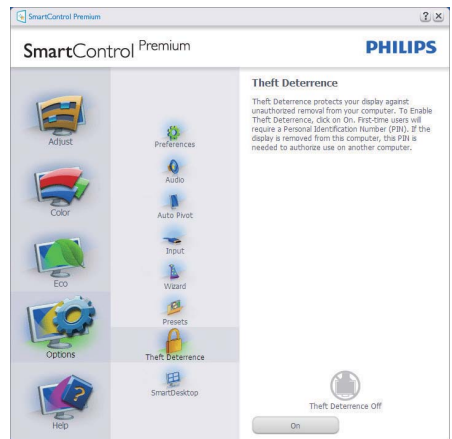 SmartControl Premium
SmartControl Premium
PHILIPS
Adjust
Color
Eco
Options
Help
Preferences
Audio
Auto Pivot
Input
Wizard
Presets
Theft Deterrence
SmartDesktop
Theft Deterrence
Theft Deterrence protects your display against
unauthorized removal from your computer. To Enable
Theft Deterrence, click on On. First-time users will
require a Personal Identification Number (PIN). If the
display is removed from this computer, this PIN is
needed to authorize use on another computer.
Theft Deterrence Off
On